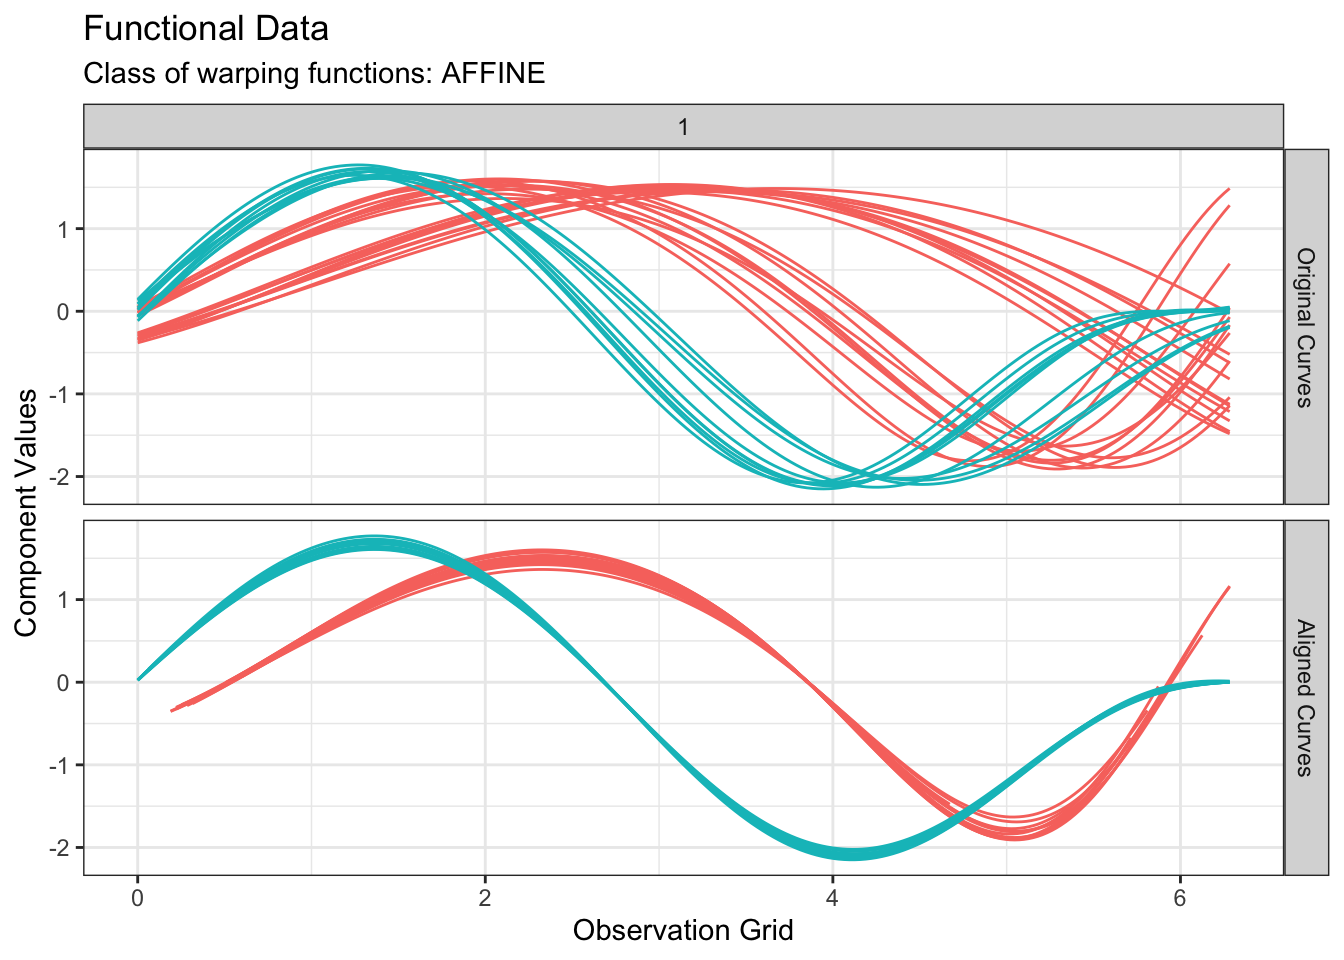 Functional Data
Class of warping functions: AFFINE
1
Component Values
1
0
-1
-2
Original Curves
1
0
-1
-2
Aligned Curves
0 2 4 6
Observation Grid